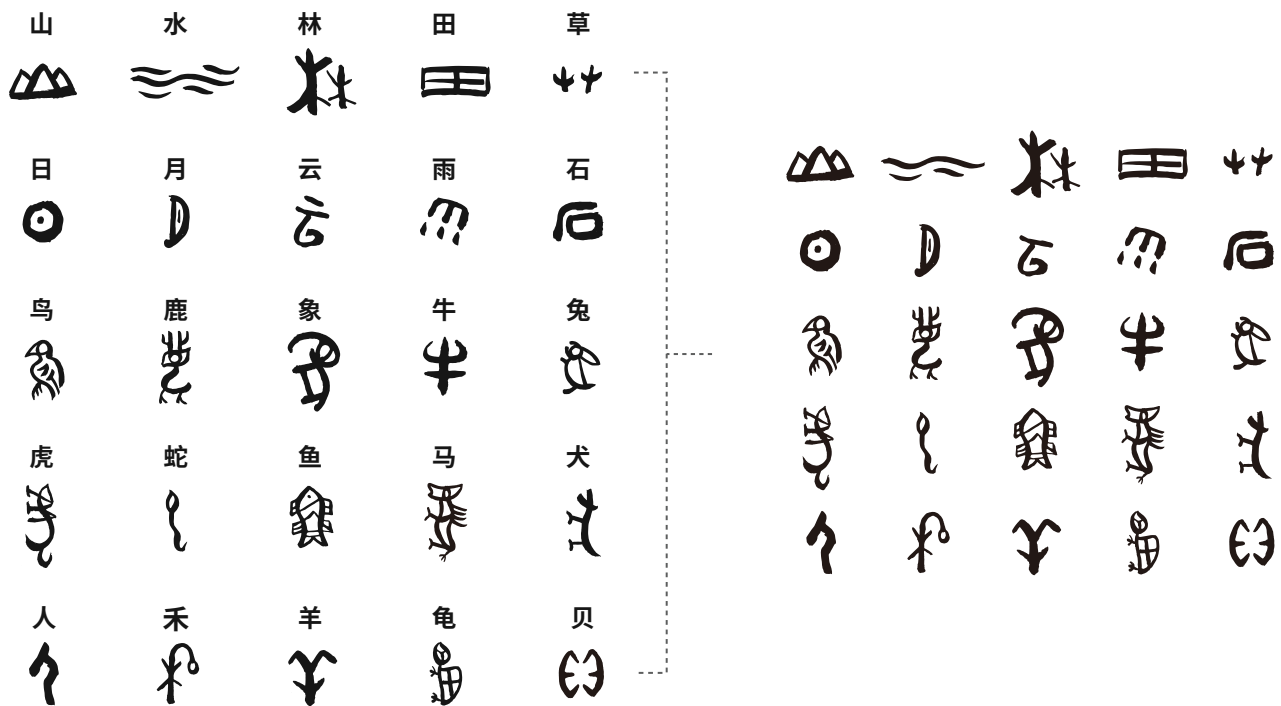 山 水 林 田 草
日 月 云 雨 石
鸟 鹿 象 牛 兔
虎 蛇 鱼 马 犬
人 禾 羊 龟 贝